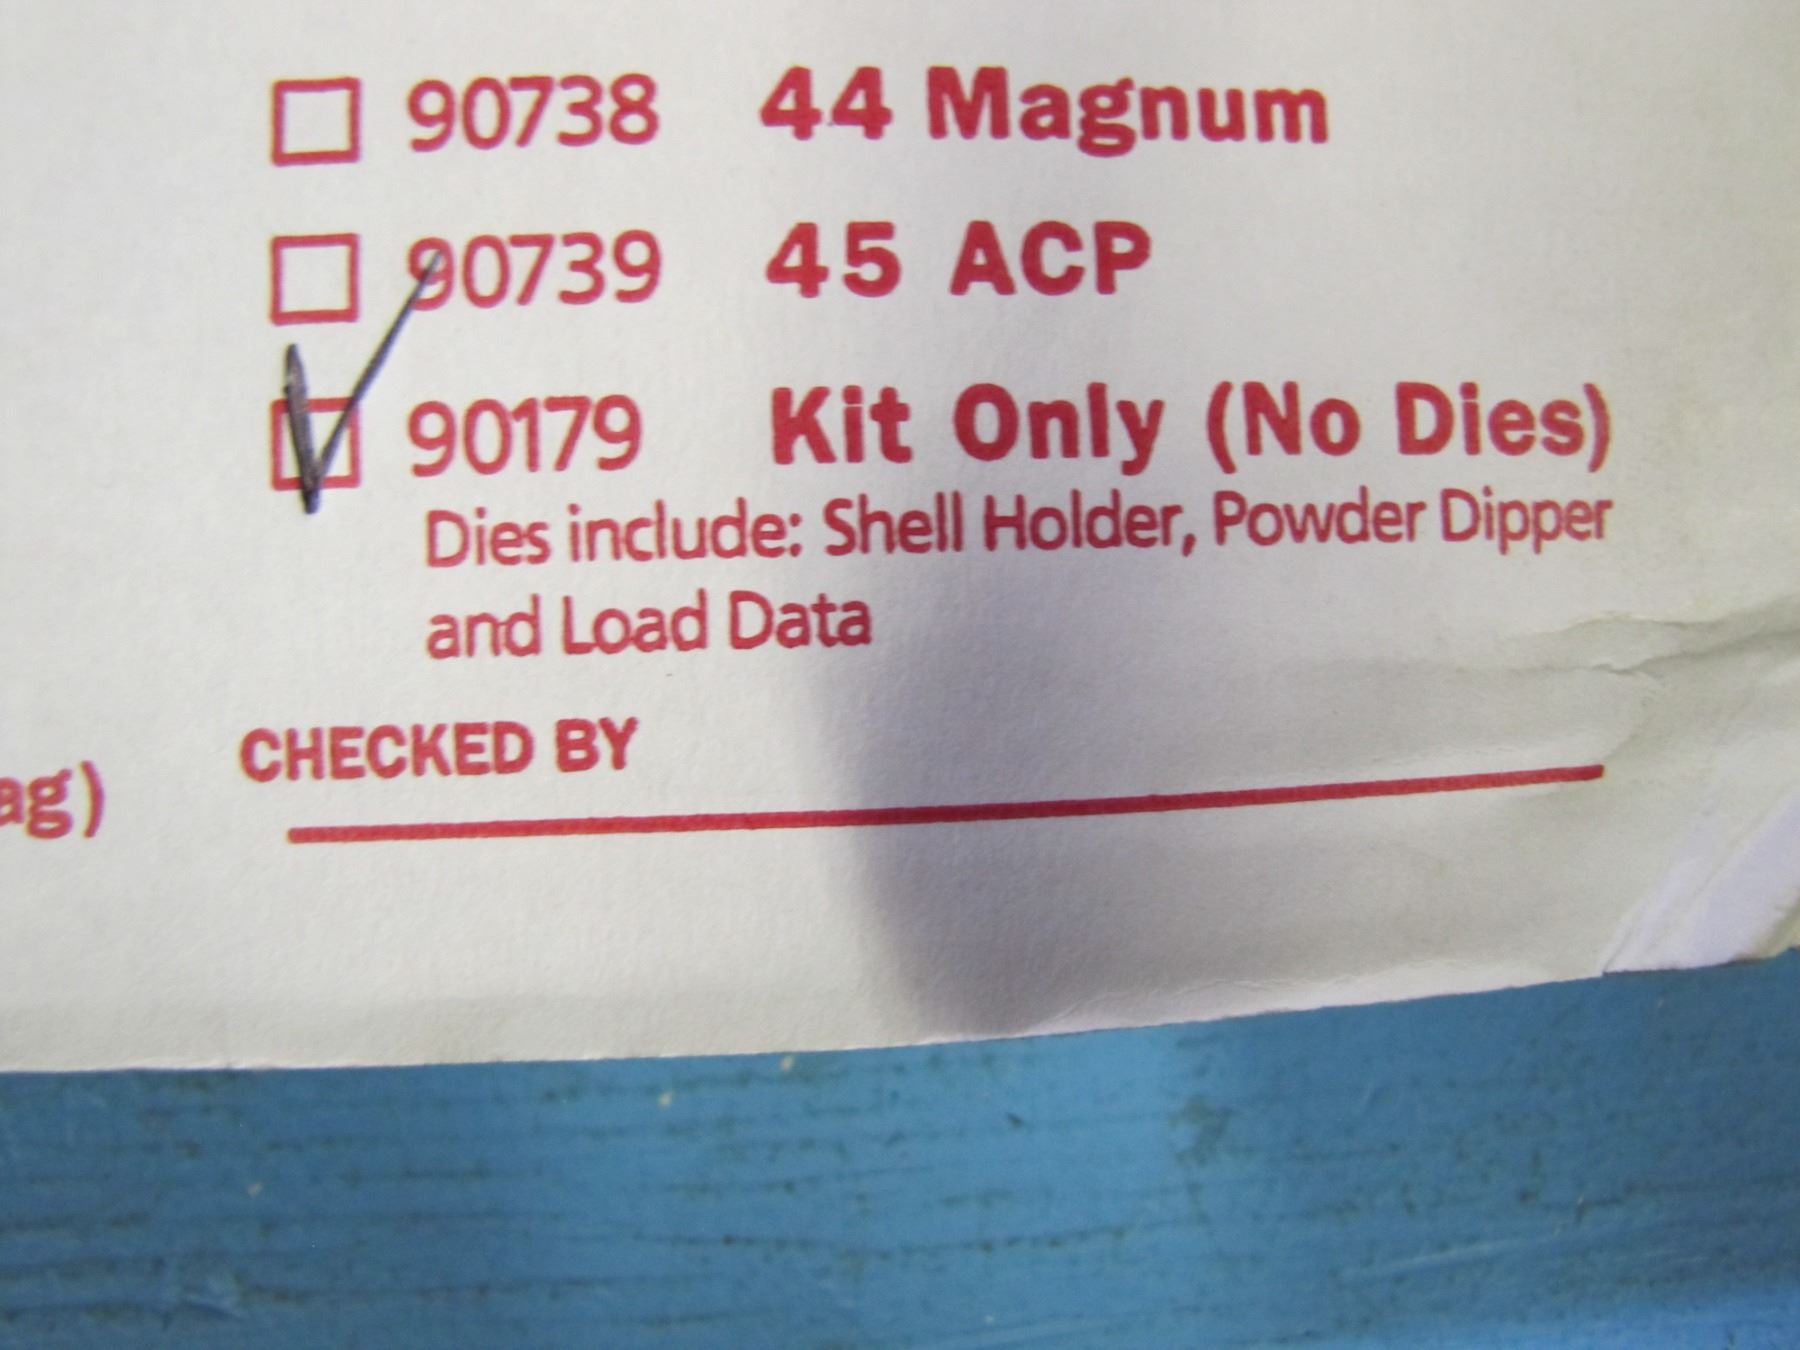 90738 44 Magnum
90739 45 ACP
90179 Kit Only (No Dies)
Dies include: Shell Holder, Powder Dipper
and Load Data
CHECKED BY
ag)